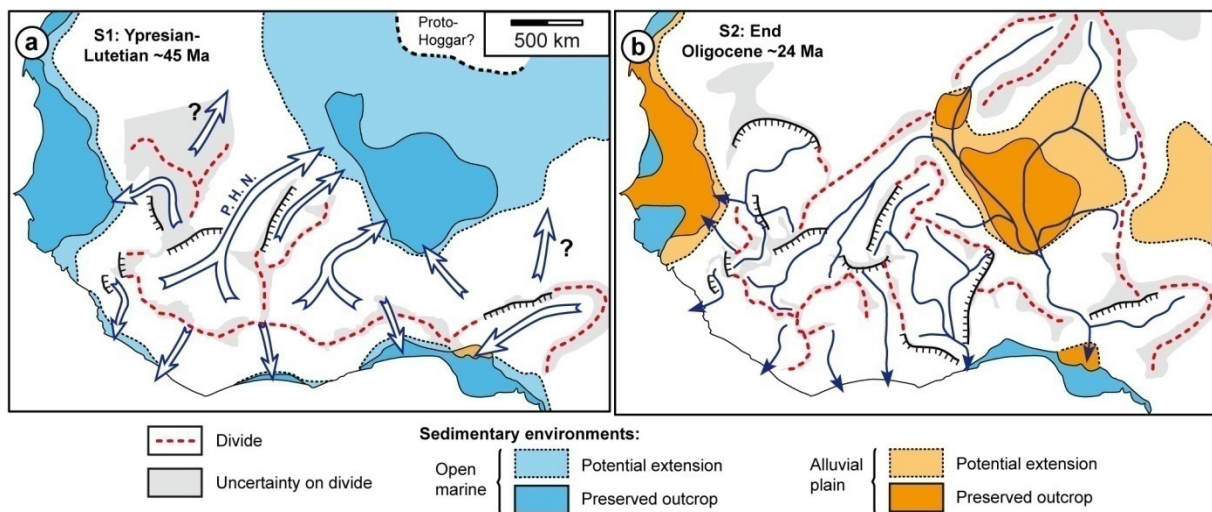 a
S1: Ypresian-
Lutetian ~45 Ma
Proto-
Hoggar?
500 km
?
P. H. N.
?
b
S2: End
Oligocene ~24 Ma
Divide
Uncertainty on divide
Sedimentary environments:
Open
marine
Potential extension
Preserved outcrop
Alluvial
plain
Potential extension
Preserved outcrop